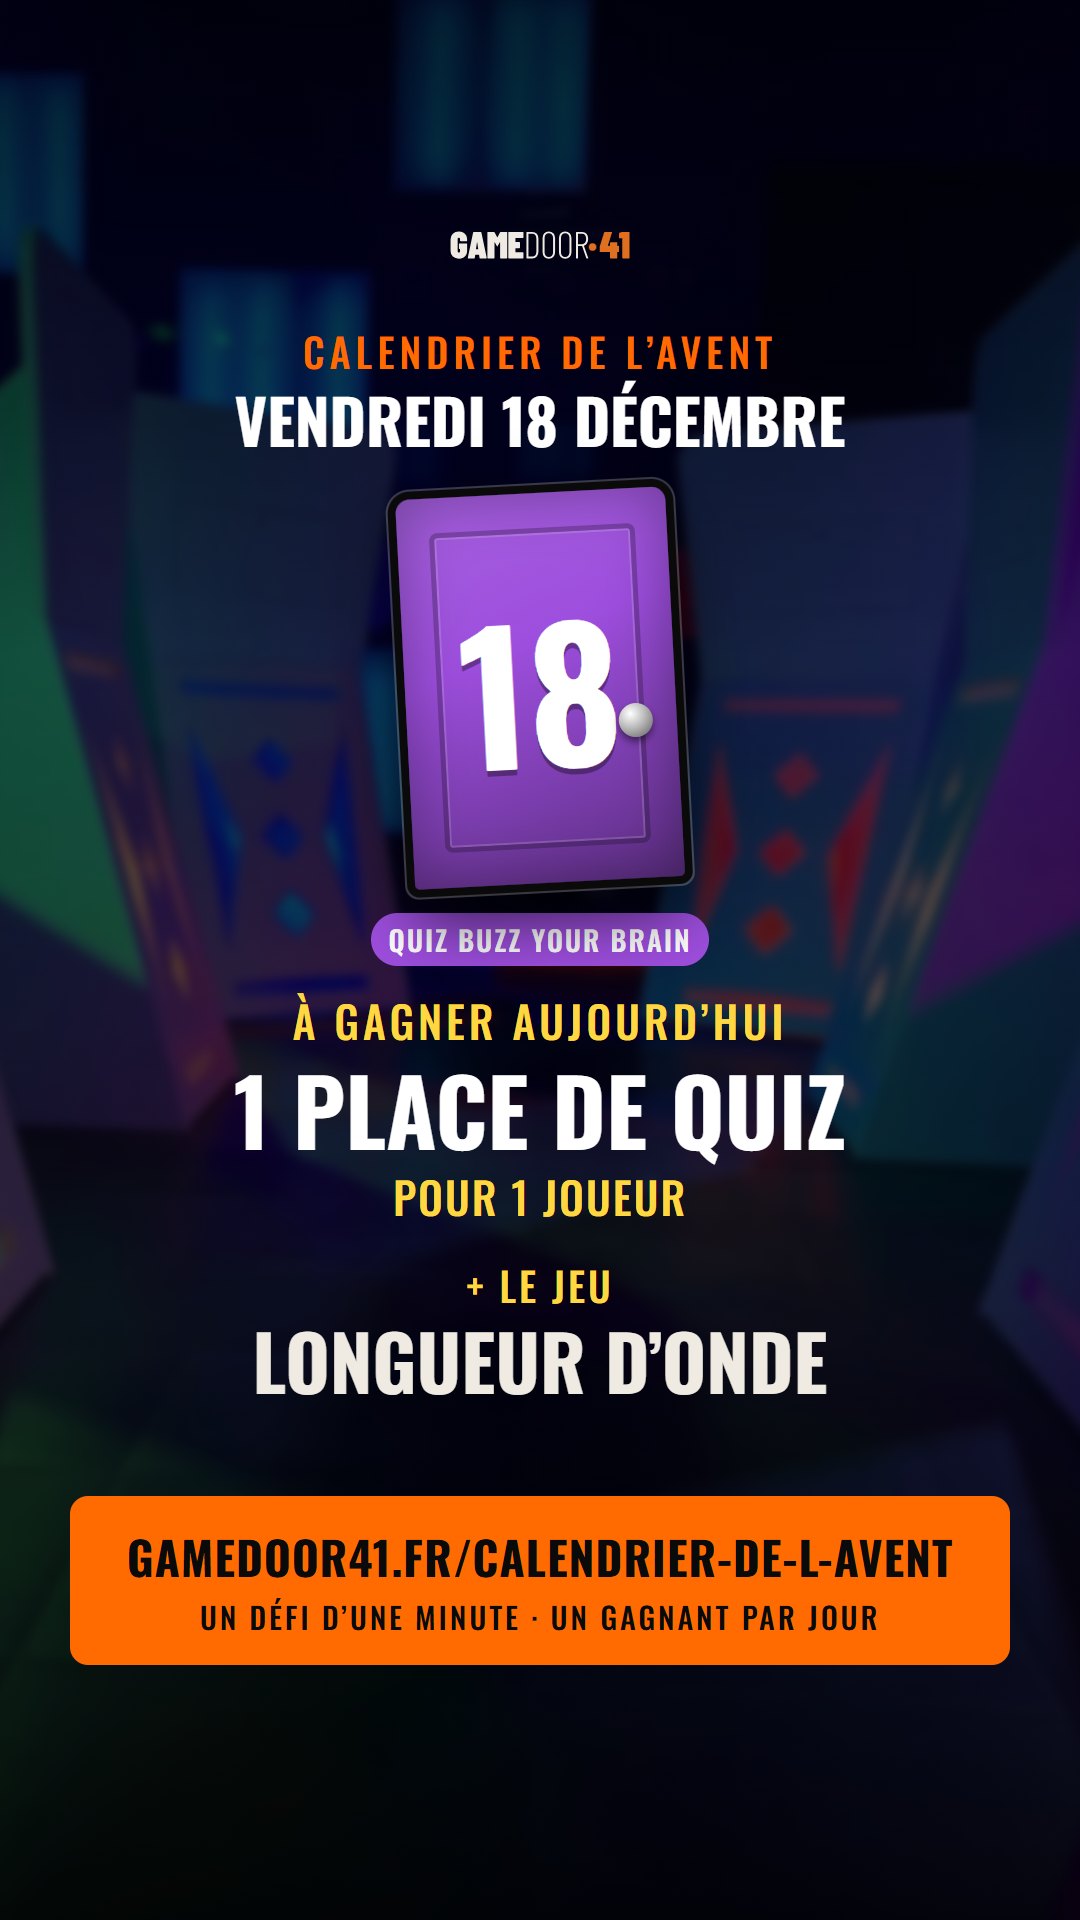 GAMEDOOR·41
CALENDRIER DE L’AVENT
VENDREDI 18 DÉCEMBRE
18
QUIZ BUZZ YOUR BRAIN
À GAGNER AUJOURD’HUI
1 PLACE DE QUIZ
POUR 1 JOUEUR
+ LE JEU
LONGUEUR D’ONDE
GAMEDOOR41.FR/CALENDRIER-DE-L-AVENT
UN DÉFI D’UNE MINUTE · UN GAGNANT PAR JOUR